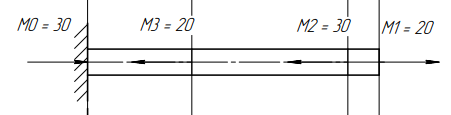 M0 = 30 M3 = 20 M2 = 30 M1 = 20